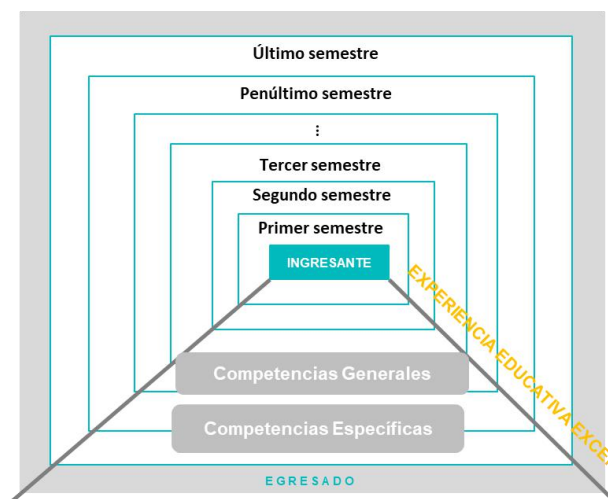 Último semestre
Penúltimo semestre
⋮
Tercer semestre
Segundo semestre
Primer semestre
INGRESANTE
EXPERIENCIA EDUCATIVA
Competencias Generales
Competencias Específicas
EGRESADO